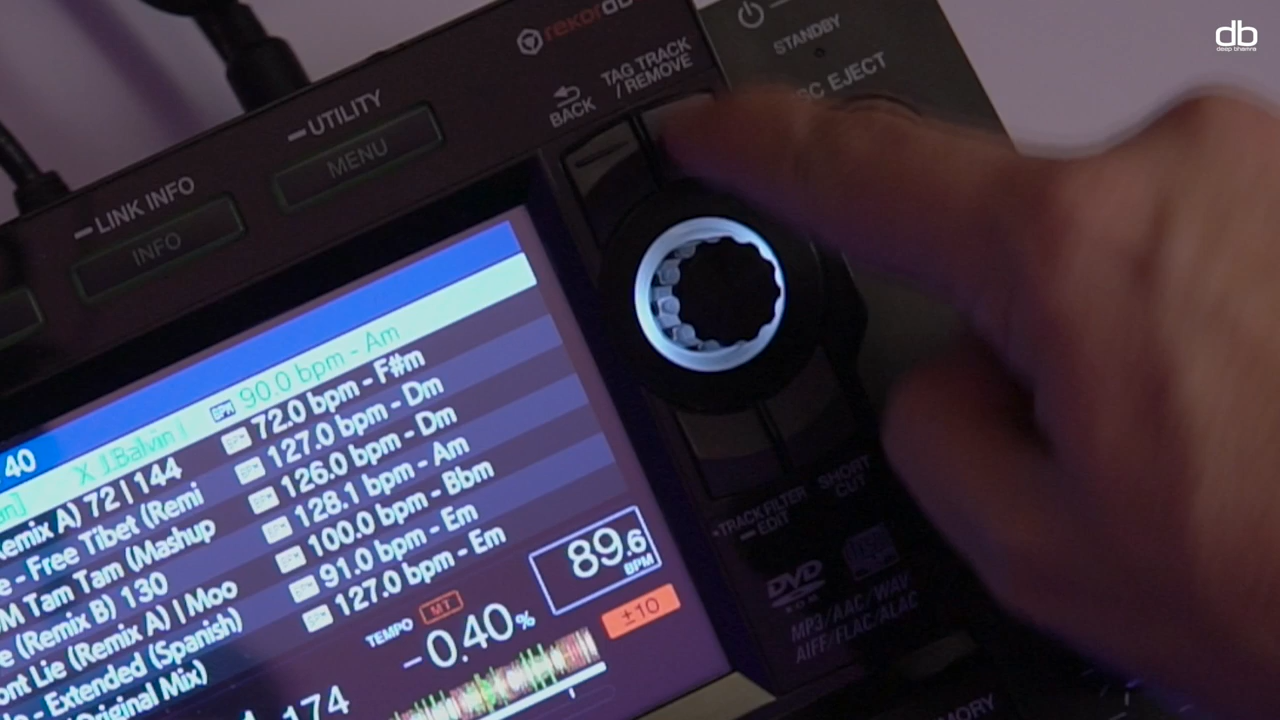 db
deep bhamra
rekordbox
STANDBY
DISC EJECT
TAG TRACK
/ REMOVE
BACK
UTILITY
MENU
LINK INFO
INFO
40
X J.Balvin
90.0 bpm - Am
Remix A) 72 | 144
72.0 bpm - F#m
e - Free Tibet (Remi
127.0 bpm - Dm
M Tam Tam (Mashup
126.0 bpm - Dm
e (Remix B) 130
128.1 bpm - Am
ont Lie (Remix A) | Moo
100.0 bpm - Bbm
e - Extended (Spanish)
91.0 bpm - Em
Original Mix)
127.0 bpm - Em
89.6
BPM
TEMPO
MT
-0.40%
±10
174
TRACK FILTER
EDIT
SHORT
CUT
DVD
ROM
MP3/AAC/WAV
AIFF/FLAC/ALAC
MEMORY